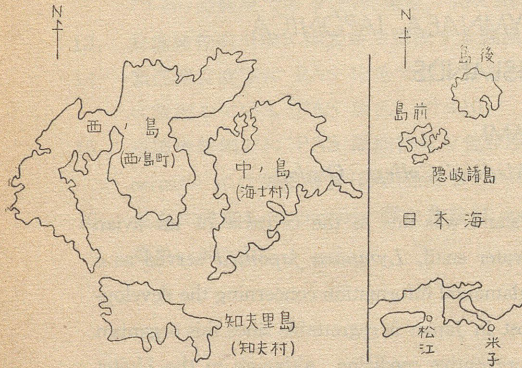 N
西ノ島
(西ノ島町)
中ノ島
(海士村)
知夫里島
(知夫村)
N
島後
島前
隠岐諸島
日本海
松江
米子